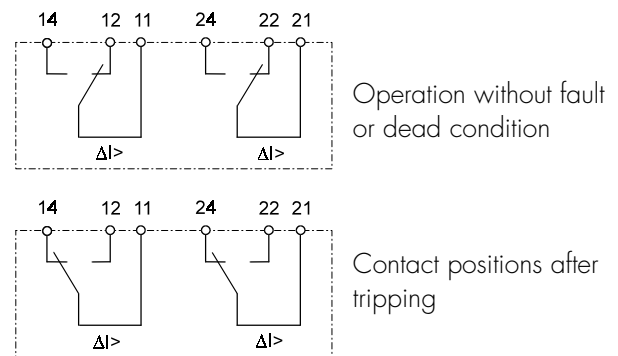 14 12 11 24 22 21
Operation without fault
or dead condition
ΔI> ΔI>
14 12 11 24 22 21
Contact positions after
tripping
ΔI> ΔI>